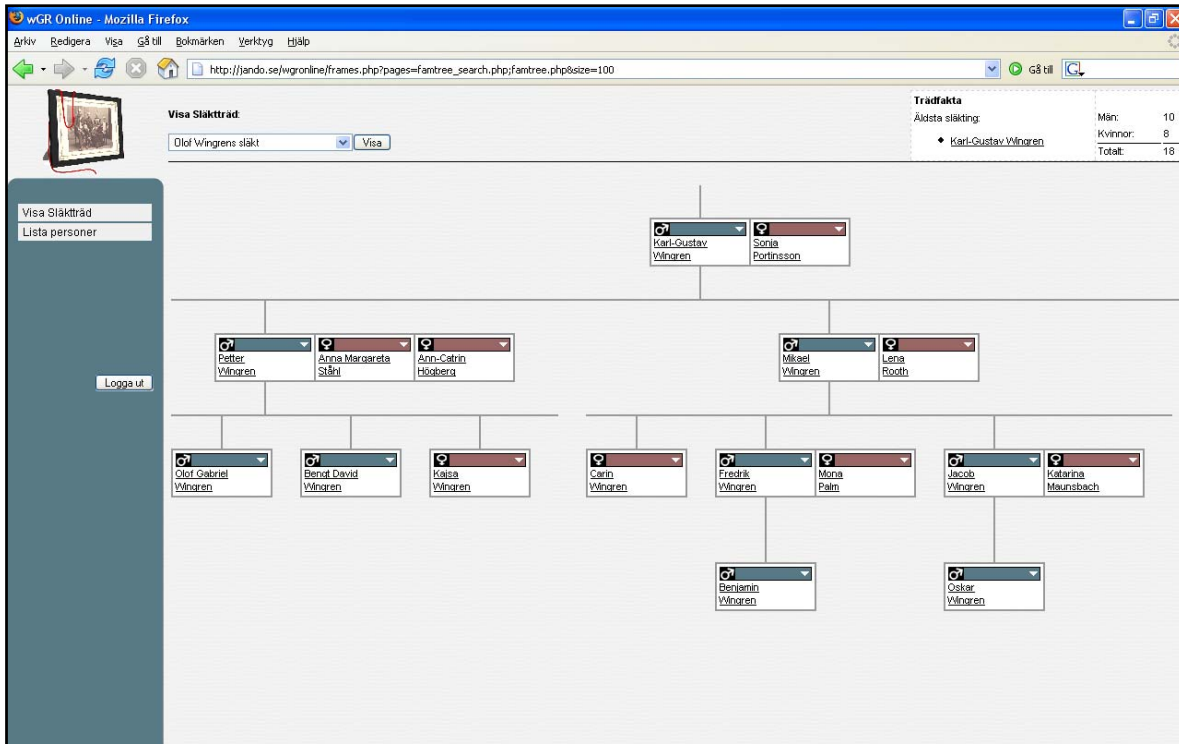 wGR Online - Mozilla Firefox
Arkiv Redigera Visa Gå till Bokmärken Verktyg Hjälp
http://jando.se/wgronline/frames.php?pages=famtree_search.php;famtree.php&size=100
Gå till
G
Visa Släktträd:
Olof Wingrens släkt
Visa
Trädfakta
Äldsta släkting:
Karl-Gustav Wingren
Män: 10
Kvinnor: 8
Totalt: 18
Visa Släktträd
Lista personer
Logga ut
Karl-Gustav
Wingren
Sonja
Portinsson
Petter
Wingren
Anna Margareta
Ståhl
Ann-Catrin
Högberg
Mikael
Wingren
Lena
Rooth
Olof Gabriel
Wingren
Bengt David
Wingren
Kajsa
Wingren
Carin
Wingren
Fredrik
Wingren
Mona
Palm
Jacob
Wingren
Katarina
Maunsbach
Benjamin
Wingren
Oskar
Wingren